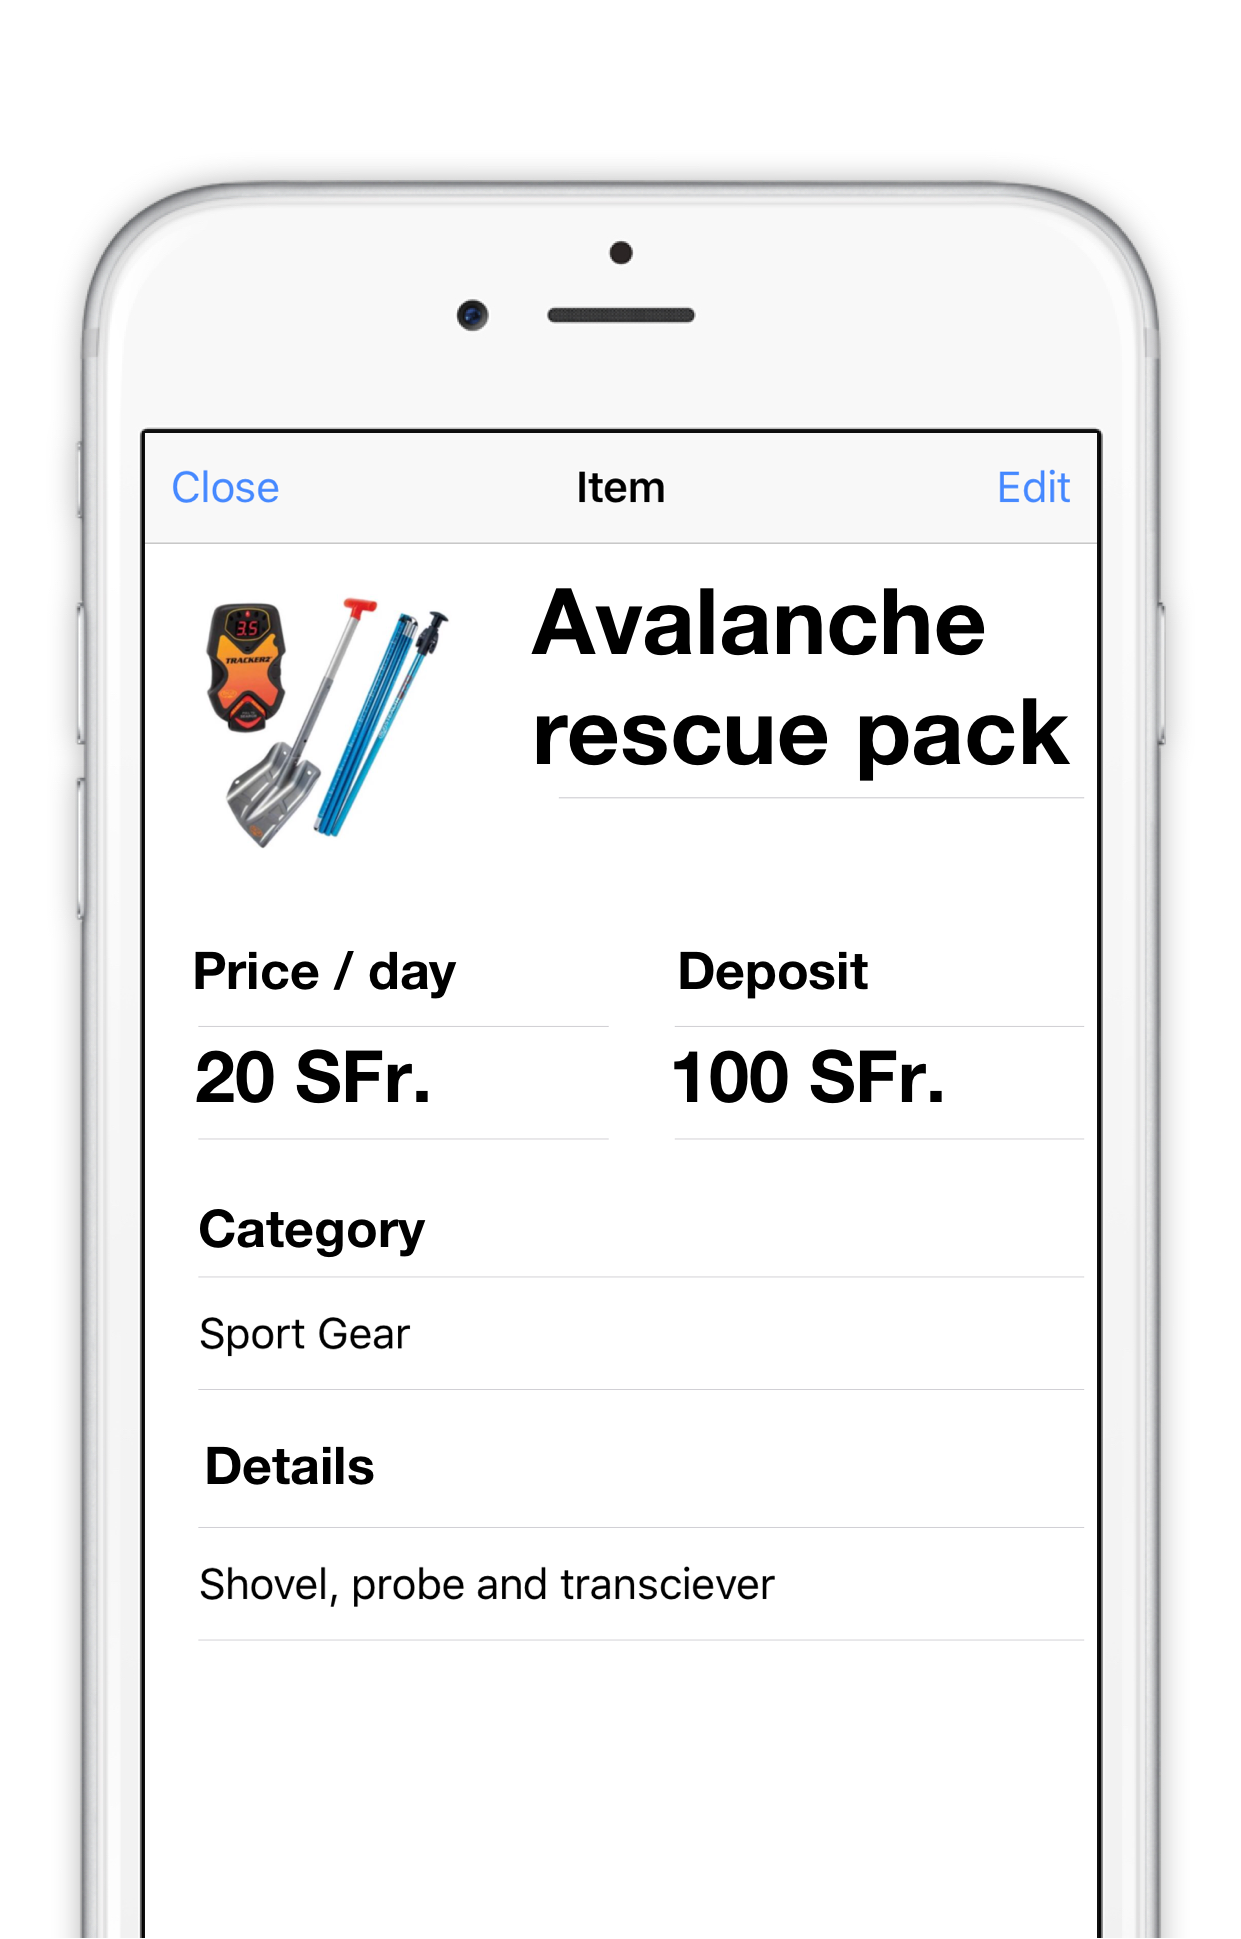 Close
Item
Edit
3.5
TRACKER2
Avalanche
rescue pack
Price / day
Deposit
20 SFr.
100 SFr.
Category
Sport Gear
Details
Shovel, probe and transciever